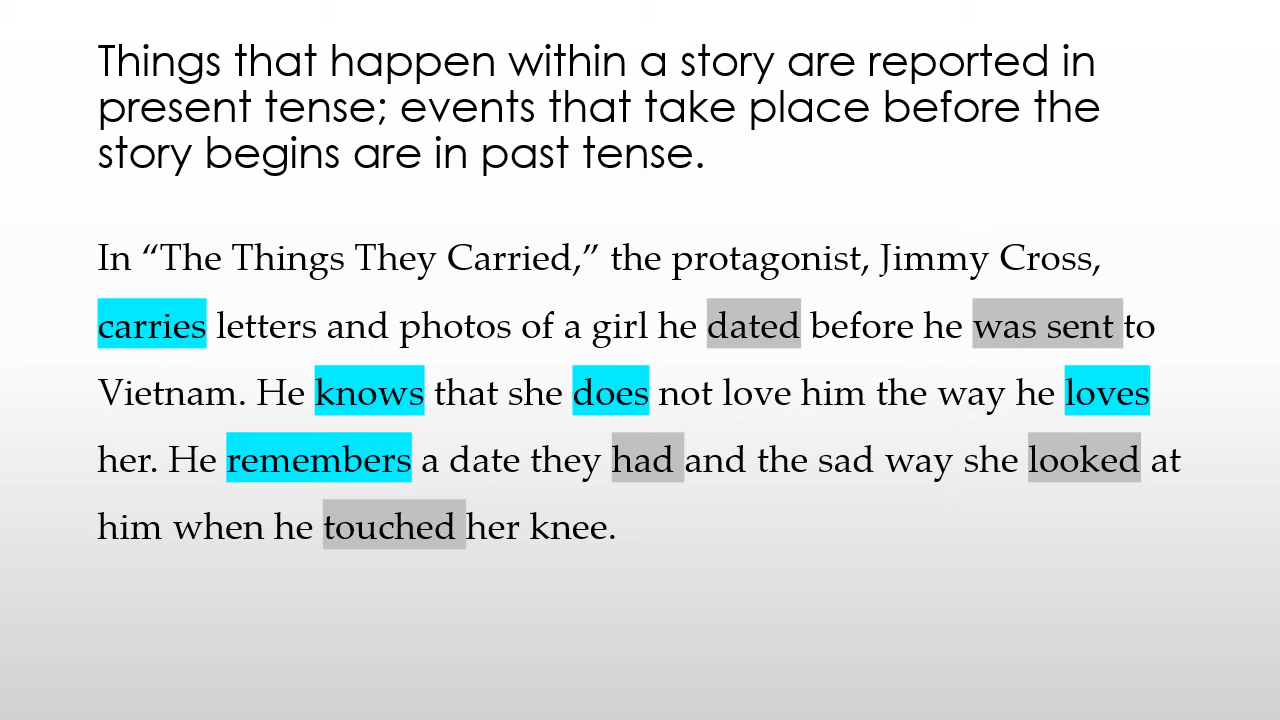 Things that happen within a story are reported in
present tense; events that take place before the
story begins are in past tense.
In “The Things They Carried,” the protagonist, Jimmy Cross,
carries letters and photos of a girl he dated before he was sent to
Vietnam. He knows that she does not love him the way he loves
her. He remembers a date they had and the sad way she looked at
him when he touched her knee.